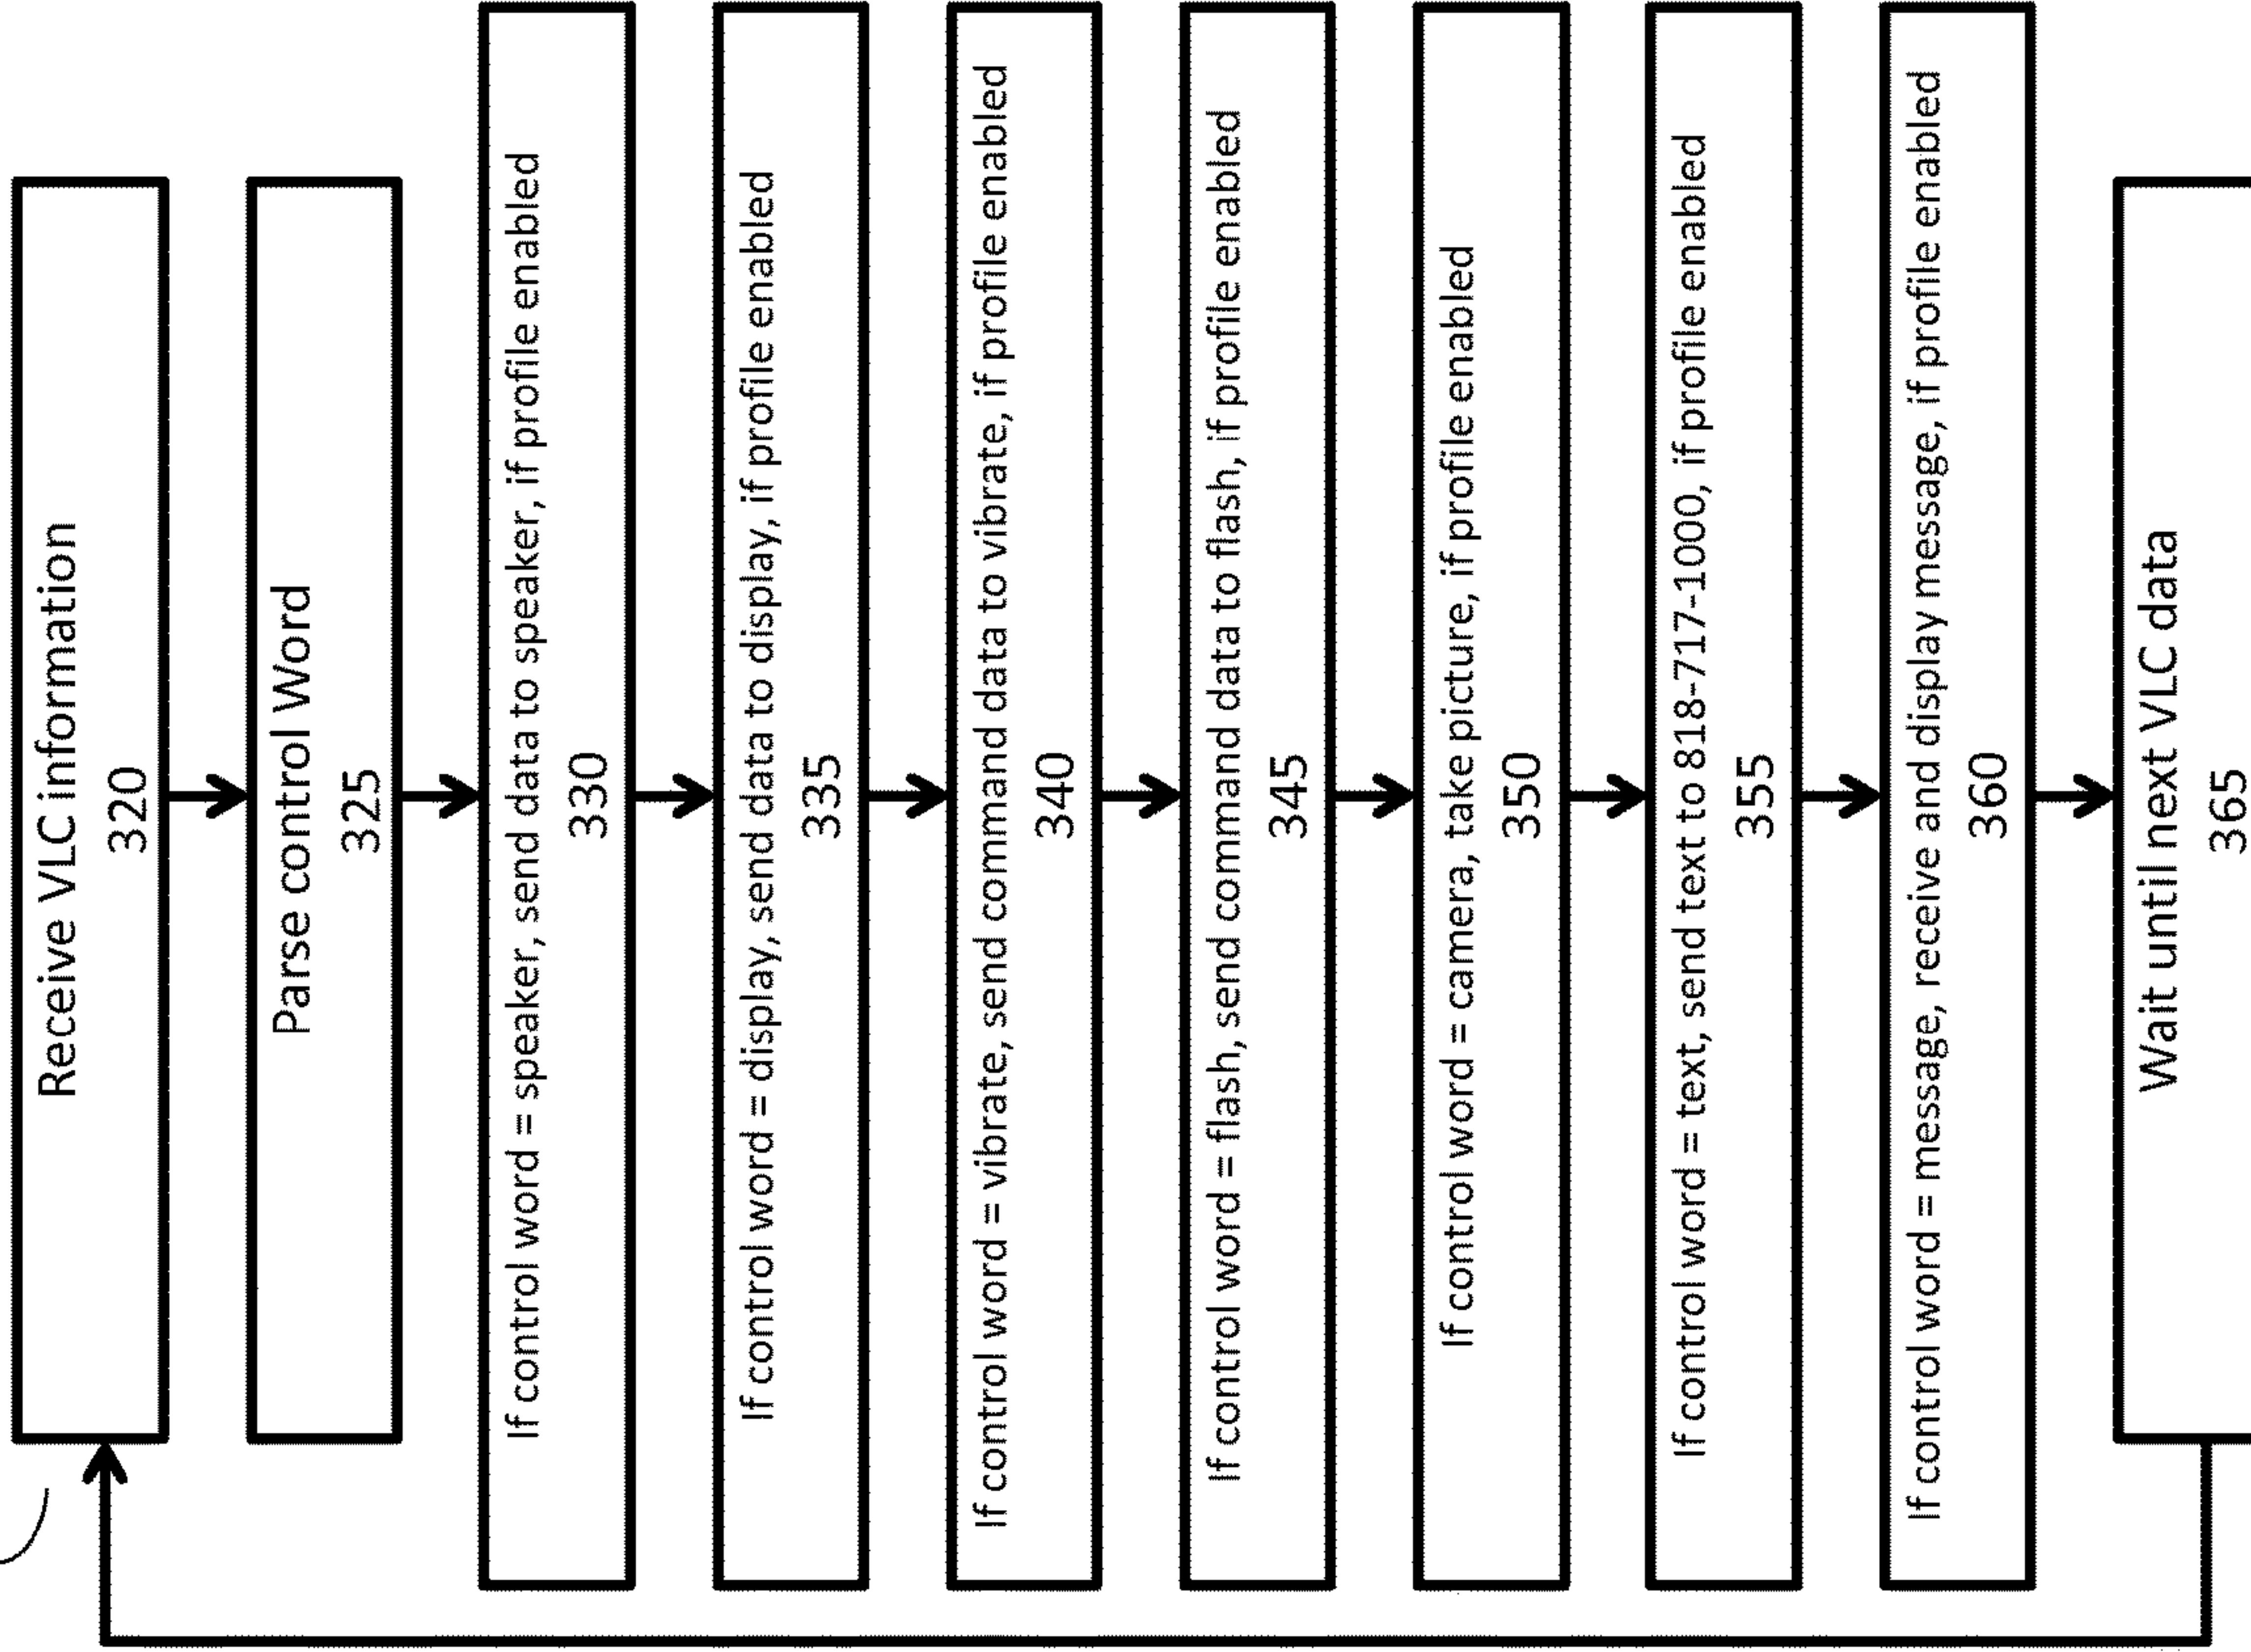 Receive VLC information
320
Parse control Word
325
If control word = speaker, send data to speaker, if profile enabled
330
If control word = display, send data to display, if profile enabled
335
If control word = vibrate, send command data to vibrate, if profile enabled
340
If control word = flash, send command data to flash, if profile enabled
345
If control word = camera, take picture, if profile enabled
350
If control word = text, send text to 818-717-1000, if profile enabled
355
If control word = message, receive and display message, if profile enabled
360
Wait until next VLC data
365